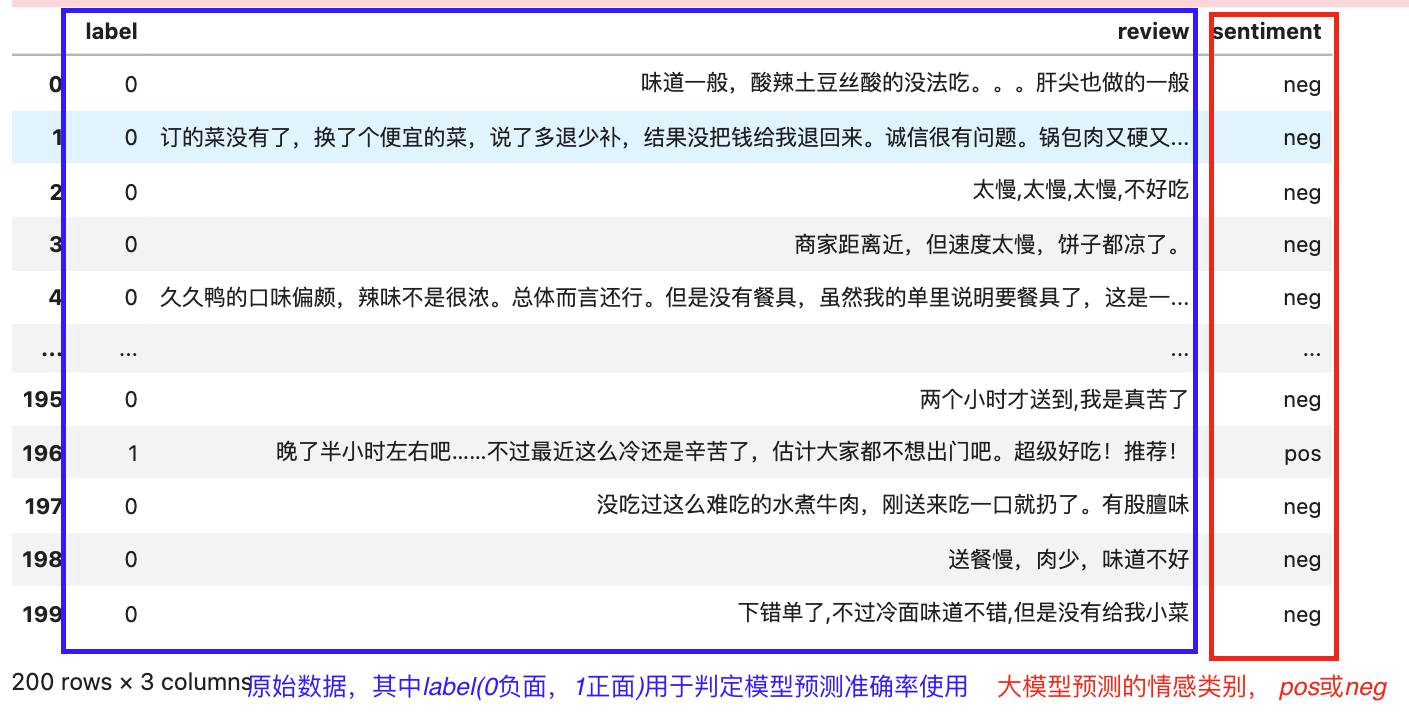 label review sentiment
0 0 味道一般，酸辣土豆丝酸的没法吃。。。肝尖也做的一般 neg
1 0 订的菜没有了，换了个便宜的菜，说了多退少补，结果没把钱给我退回来。诚信很有问题。锅包肉又硬又... neg
2 0 太慢,太慢,太慢,不好吃 neg
3 0 商家距离近，但速度太慢，饼子都凉了。 neg
4 0 久久鸭的口味偏颇，辣味不是很浓。总体而言还行。但是没有餐具，虽然我的单里说明要餐具了，这是一... neg
... ... ... ...
195 0 两个小时才送到,我是真苦了 neg
196 1 晚了半小时左右吧……不过最近这么冷还是辛苦了，估计大家都不想出门吧。超级好吃！推荐！ pos
197 0 没吃过这么难吃的水煮牛肉，刚送来吃一口就扔了。有股膻味 neg
198 0 送餐慢，肉少，味道不好 neg
199 0 下错单了,不过冷面味道不错,但是没有给我小菜 neg
200 rows × 3 columns 原始数据，其中label(0负面，1正面)用于判定模型预测准确率使用 大模型预测的情感类别， pos或neg